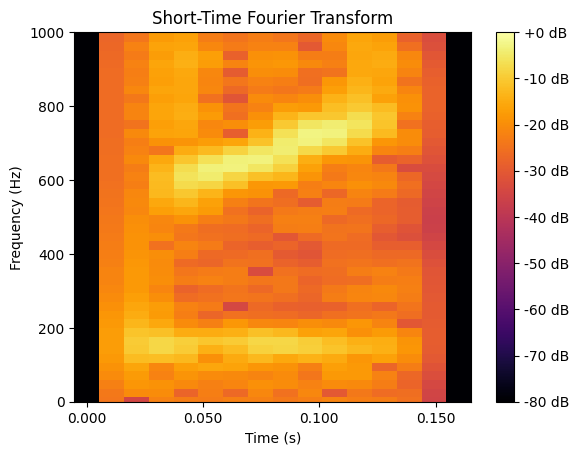 Short-Time Fourier Transform
1000
800
600
400
200
0
Frequency (Hz)
0.000
0.050
0.100
0.150
Time (s)
+0 dB
-10 dB
-20 dB
-30 dB
-40 dB
-50 dB
-60 dB
-70 dB
-80 dB